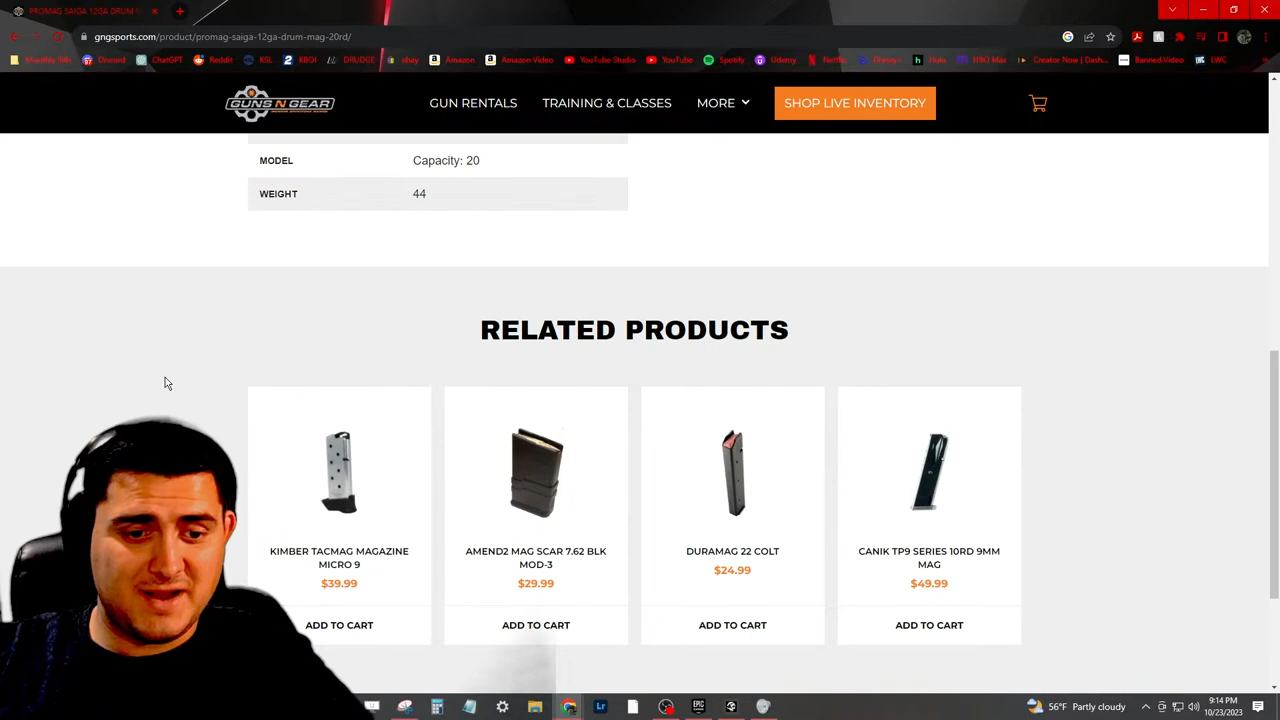 PROMAG SAIGA 12GA DRUM
gngsports.com/product/promag-saiga-12ga-drum-mag-20rd/
Monthly Bills Discord ChatGPT Reddit KSL KBOI DRUDGE ebay Amazon Amazon Video YouTube Studio YouTube Spotify Udemy Netflix Disney+ Hulu HBO Max Creator Now | Dash... Banned.Video LWC
GUNS N GEAR
GUN RENTALS TRAINING & CLASSES MORE SHOP LIVE INVENTORY
MODEL Capacity: 20
WEIGHT 44
RELATED PRODUCTS
KIMBER TACMAG MAGAZINE
MICRO 9
$39.99
ADD TO CART
AMEND2 MAG SCAR 7.62 BLK
MOD-3
$29.99
ADD TO CART
DURAMAG 22 COLT
$24.99
ADD TO CART
CANIK TP9 SERIES 10RD 9MM
MAG
$49.99
ADD TO CART
56°F Partly cloudy
9:14 PM
10/23/2023